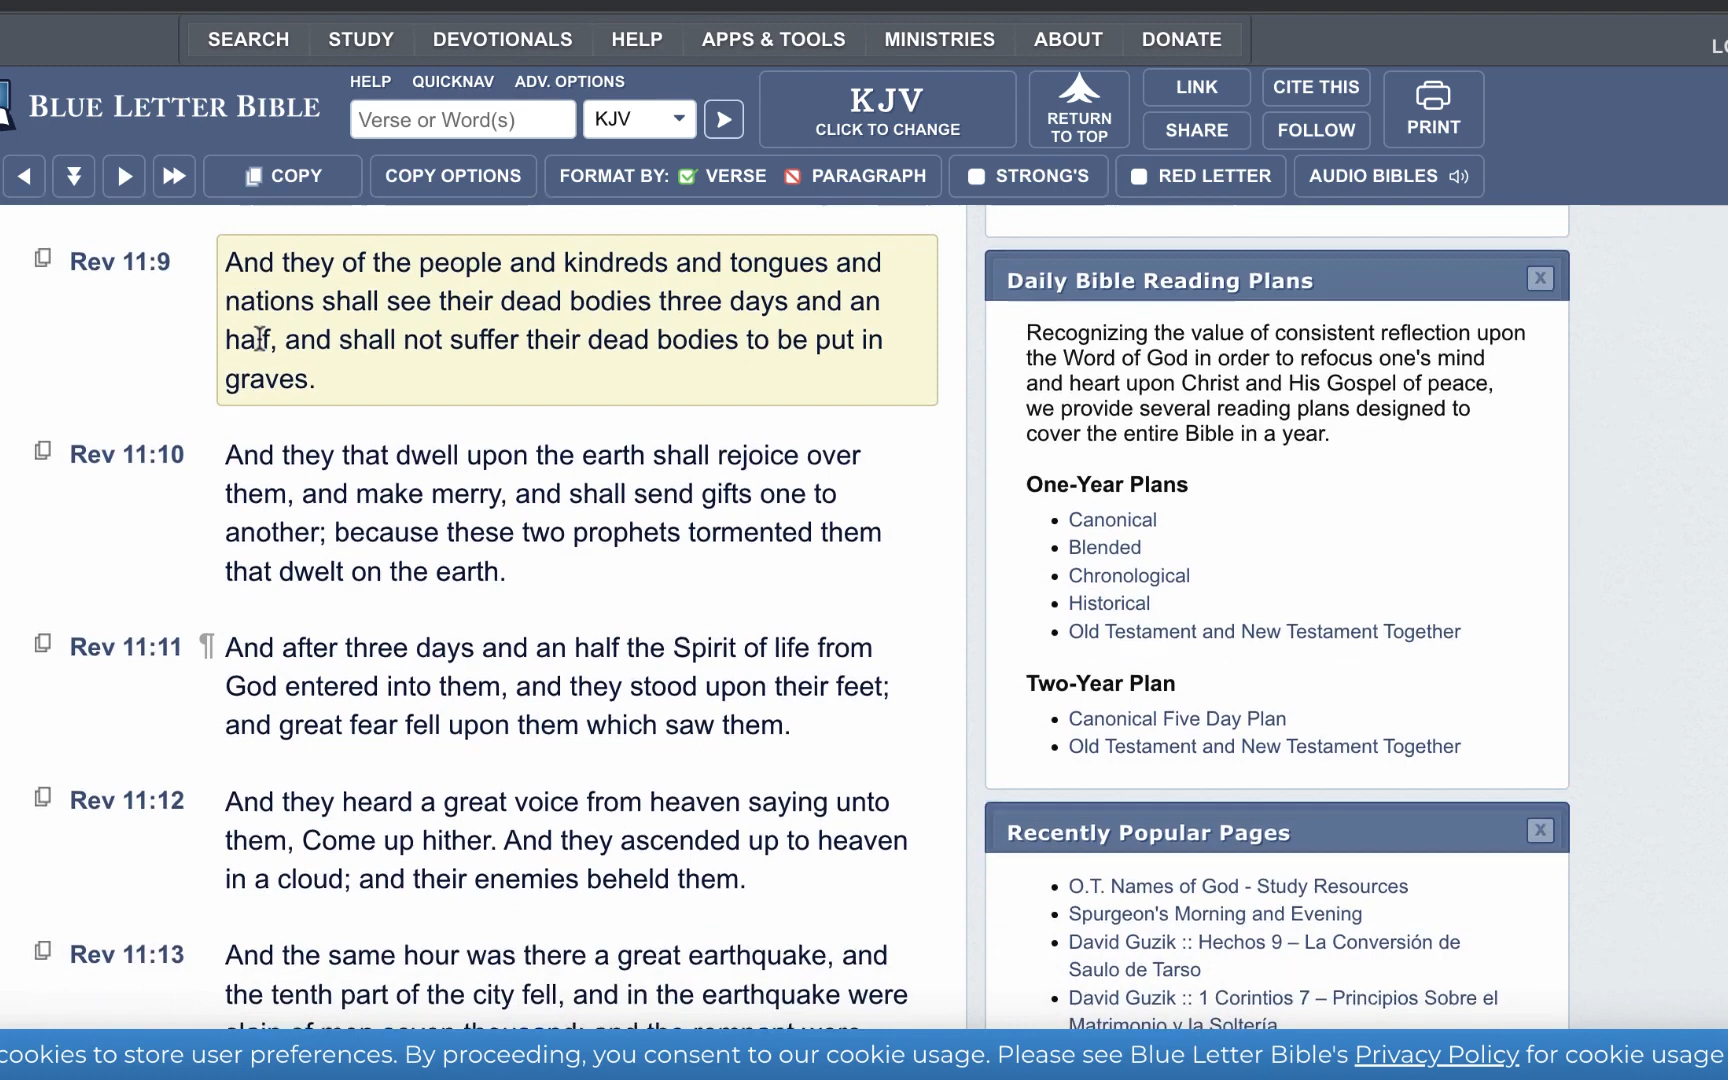 SEARCH STUDY DEVOTIONALS HELP APPS & TOOLS MINISTRIES ABOUT DONATE
BLUE LETTER BIBLE
HELP QUICKNAV ADV. OPTIONS
Verse or Word(s) KJV
KJV
CLICK TO CHANGE
RETURN
TO TOP
LINK CITE THIS
SHARE FOLLOW
PRINT
COPY COPY OPTIONS FORMAT BY: VERSE PARAGRAPH STRONG'S RED LETTER AUDIO BIBLES
Rev 11:9 And they of the people and kindreds and tongues and
nations shall see their dead bodies three days and an
half, and shall not suffer their dead bodies to be put in
graves.
Rev 11:10 And they that dwell upon the earth shall rejoice over
them, and make merry, and shall send gifts one to
another; because these two prophets tormented them
that dwelt on the earth.
Rev 11:11 ¶ And after three days and an half the Spirit of life from
God entered into them, and they stood upon their feet;
and great fear fell upon them which saw them.
Rev 11:12 And they heard a great voice from heaven saying unto
them, Come up hither. And they ascended up to heaven
in a cloud; and their enemies beheld them.
Rev 11:13 And the same hour was there a great earthquake, and
the tenth part of the city fell, and in the earthquake were
slain of men seven thousand: and the remnant were
Daily Bible Reading Plans X
Recognizing the value of consistent reflection upon
the Word of God in order to refocus one's mind
and heart upon Christ and His Gospel of peace,
we provide several reading plans designed to
cover the entire Bible in a year.
One-Year Plans
• Canonical
• Blended
• Chronological
• Historical
• Old Testament and New Testament Together
Two-Year Plan
• Canonical Five Day Plan
• Old Testament and New Testament Together
Recently Popular Pages X
• O.T. Names of God - Study Resources
• Spurgeon's Morning and Evening
• David Guzik :: Hechos 9 – La Conversión de
Saulo de Tarso
• David Guzik :: 1 Corintios 7 – Principios Sobre el
Matrimonio y la Soltería
cookies to store user preferences. By proceeding, you consent to our cookie usage. Please see Blue Letter Bible's Privacy Policy for cookie usage